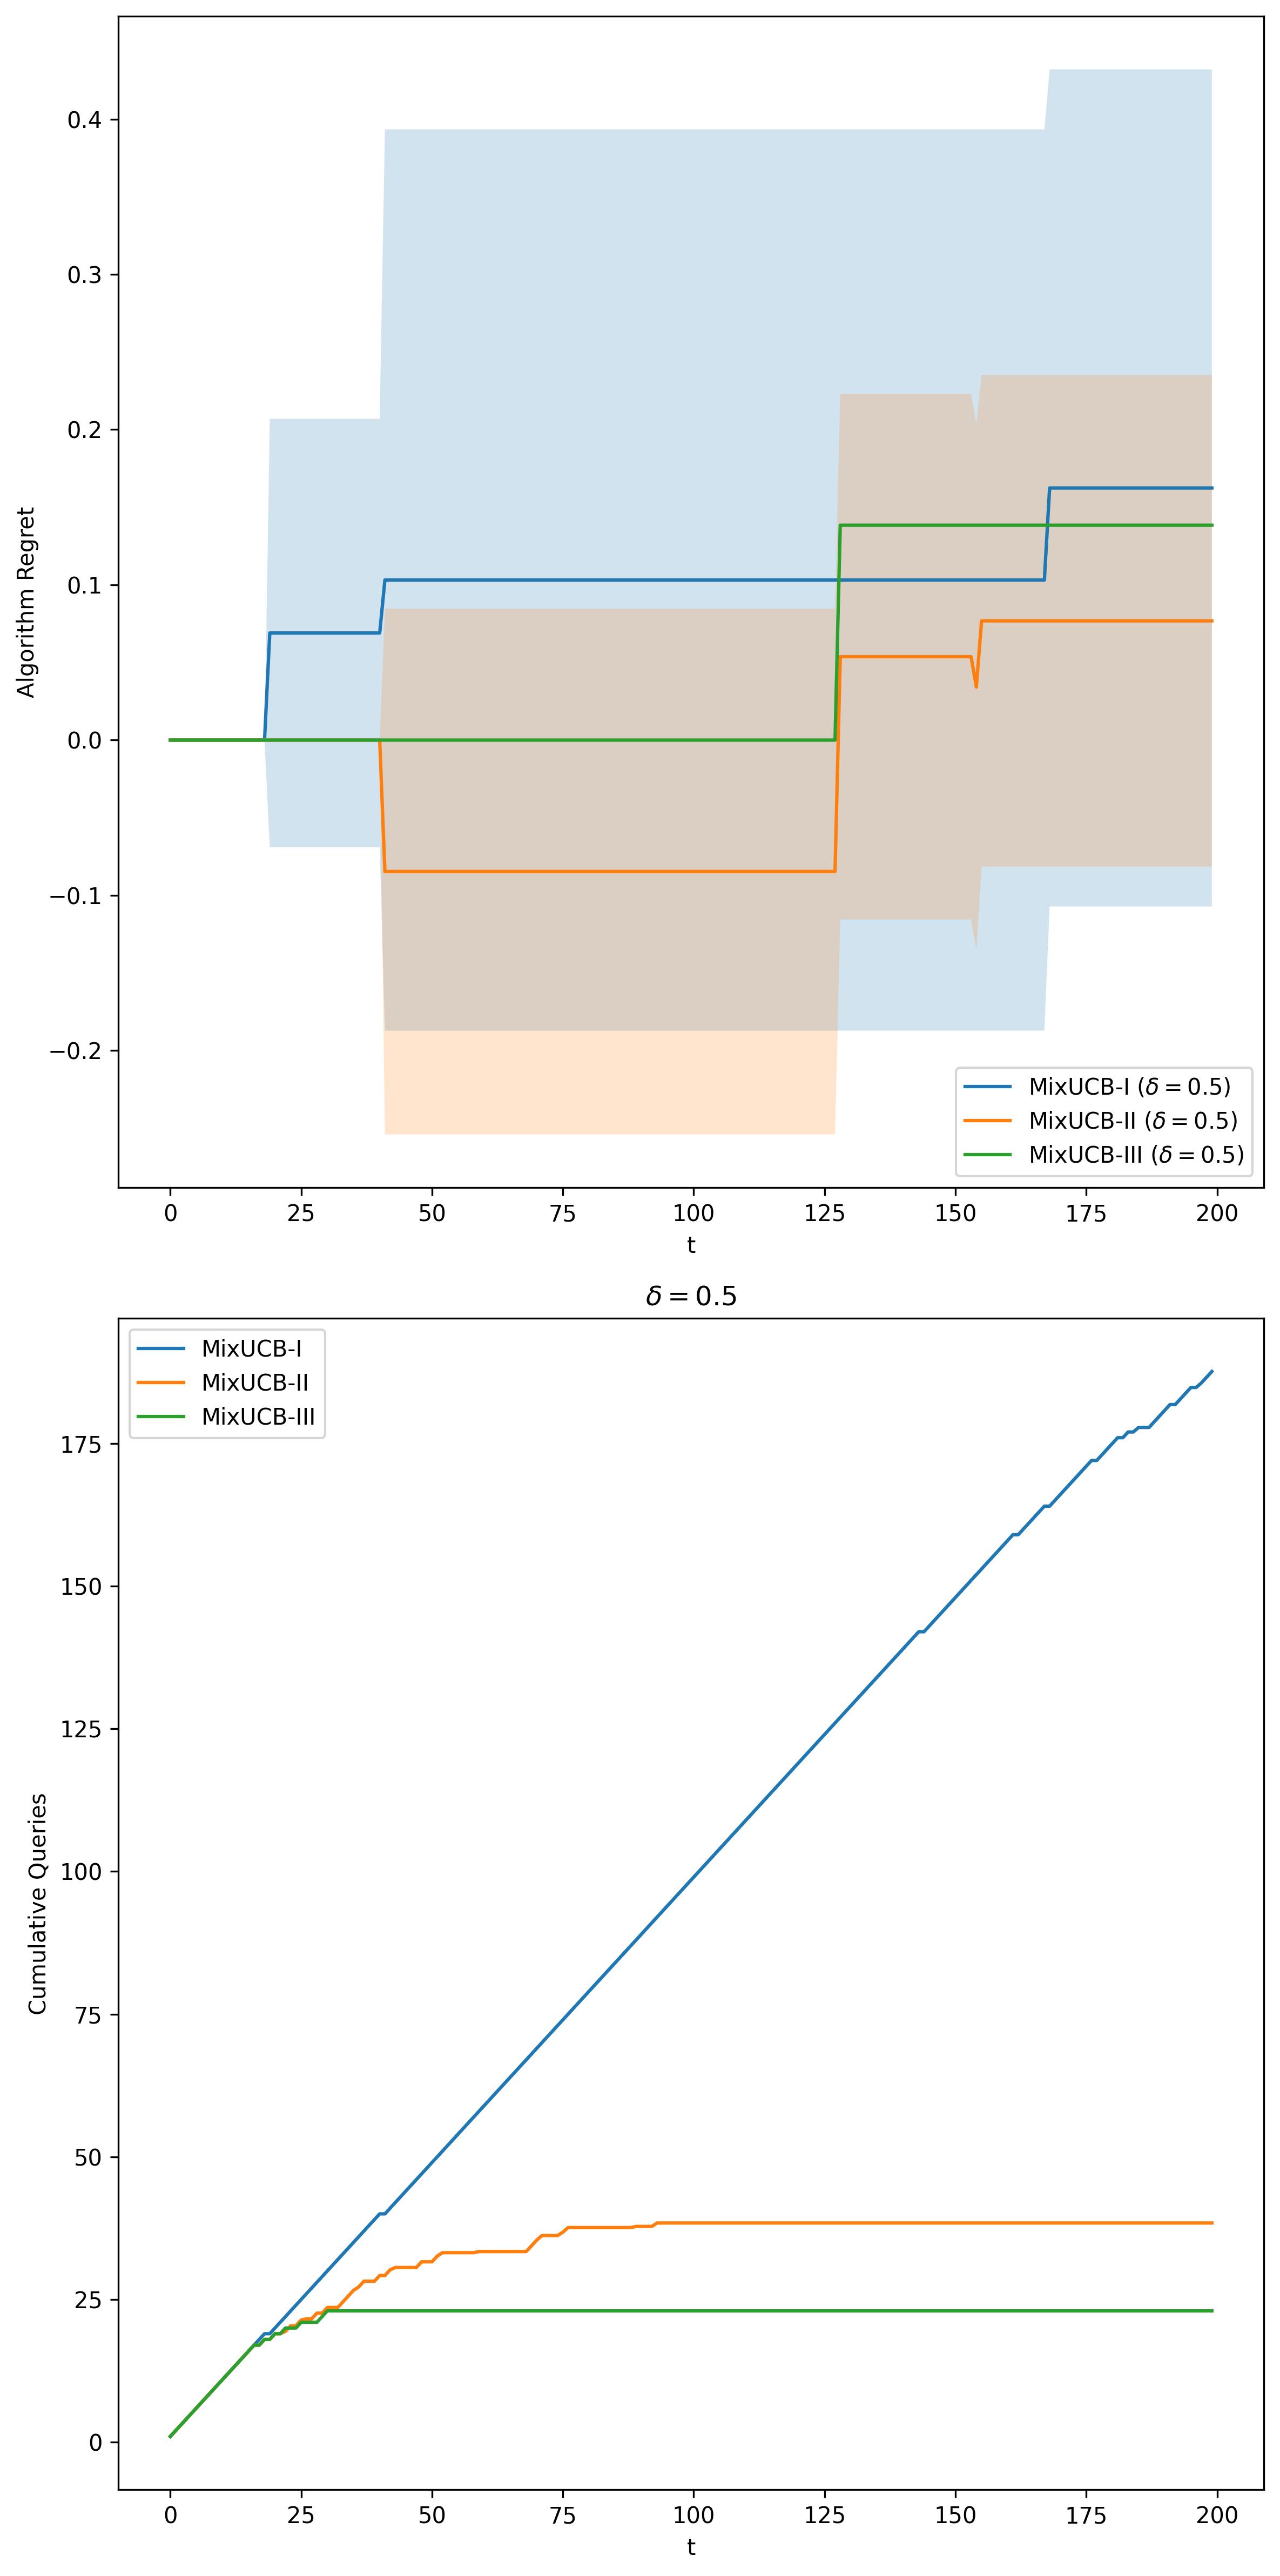 0.4
0.3
0.2
0.1
0.0
−0.1
−0.2
Algorithm Regret
MixUCB-I (δ = 0.5)
MixUCB-II (δ = 0.5)
MixUCB-III (δ = 0.5)
0 25 50 75 100 125 150 175 200
t
δ = 0.5
MixUCB-I
MixUCB-II
MixUCB-III
175
150
125
100
75
50
25
0
Cumulative Queries
0 25 50 75 100 125 150 175 200
t